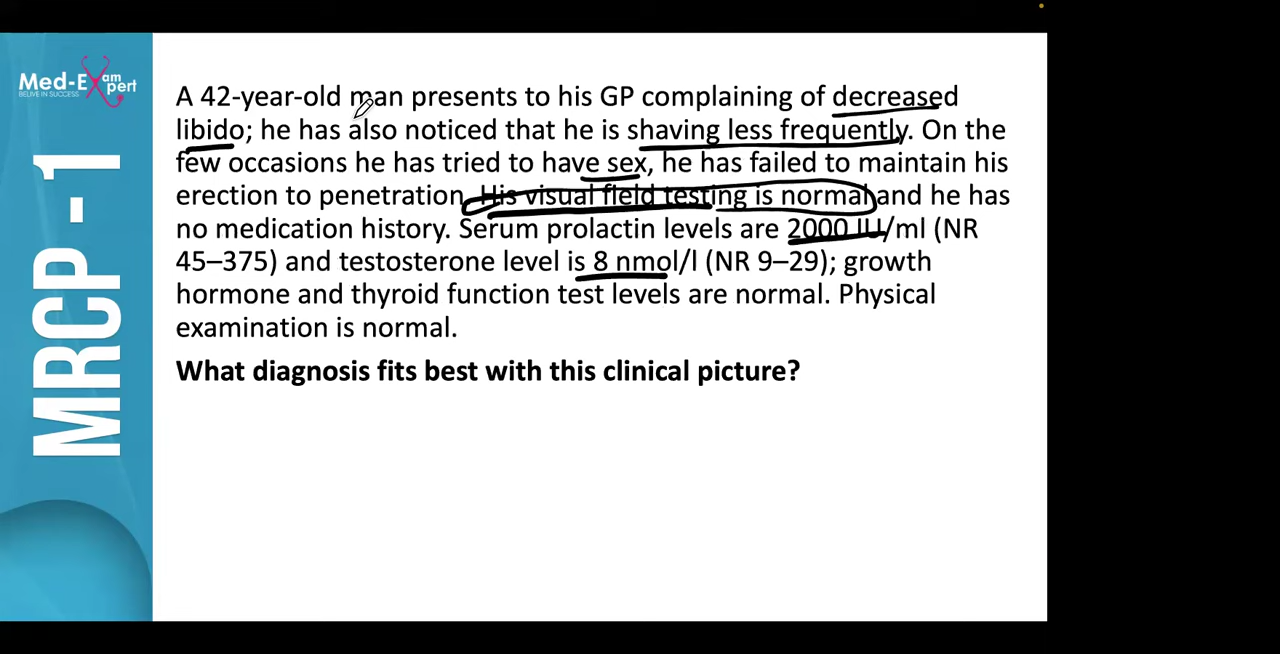 Med-Exam
pert
BELIVE IN SUCCESS
MRCP -1
A 42-year-old man presents to his GP complaining of decreased
libido; he has also noticed that he is shaving less frequently. On the
few occasions he has tried to have sex, he has failed to maintain his
erection to penetration. His visual field testing is normal and he has
no medication history. Serum prolactin levels are 2000 IU/ml (NR
45–375) and testosterone level is 8 nmol/l (NR 9–29); growth
hormone and thyroid function test levels are normal. Physical
examination is normal.
What diagnosis fits best with this clinical picture?